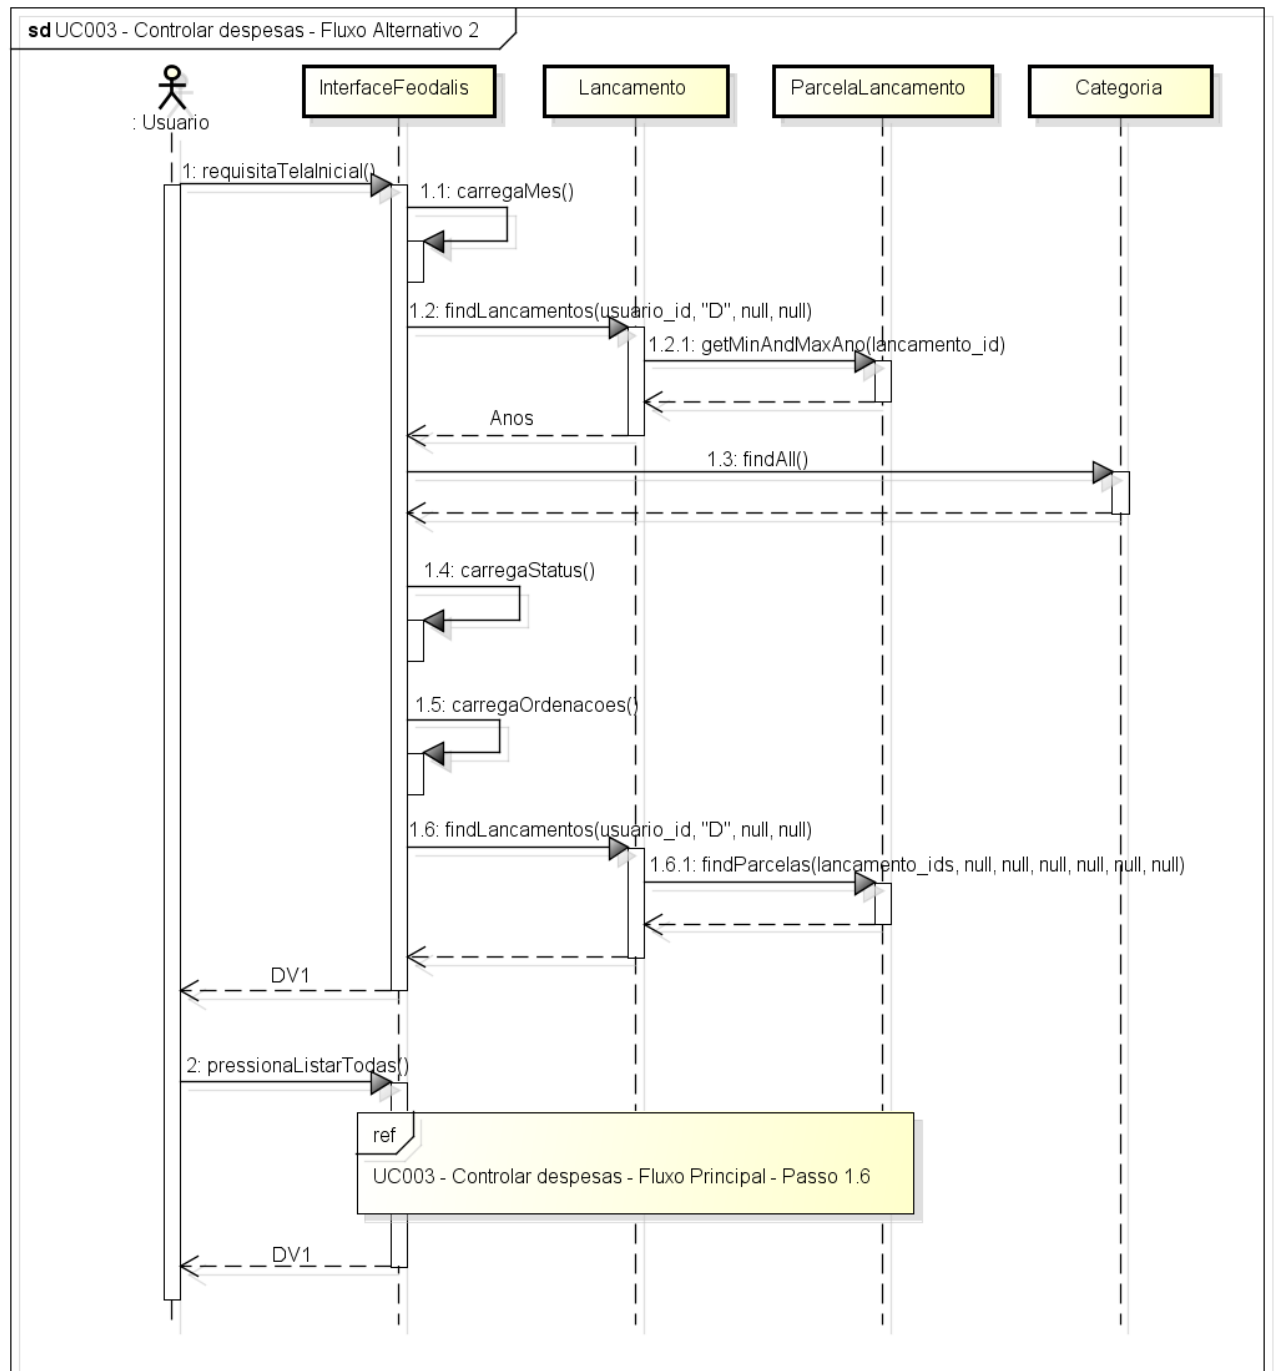 sd UC003 - Controlar despesas - Fluxo Alternativo 2
: Usuario
InterfaceFeodalis
Lancamento
ParcelaLancamento
Categoria
1: requisitaTelaInicial()
1.1: carregaMes()
1.2: findLancamentos(usuario_id, "D", null, null)
1.2.1: getMinAndMaxAno(lancamento_id)
Anos
1.3: findAll()
1.4: carregaStatus()
1.5: carregaOrdenacoes()
1.6: findLancamentos(usuario_id, "D", null, null)
1.6.1: findParcelas(lancamento_ids, null, null, null, null, null, null)
DV1
2: pressionaListarTodas()
ref
UC003 - Controlar despesas - Fluxo Principal - Passo 1.6
DV1